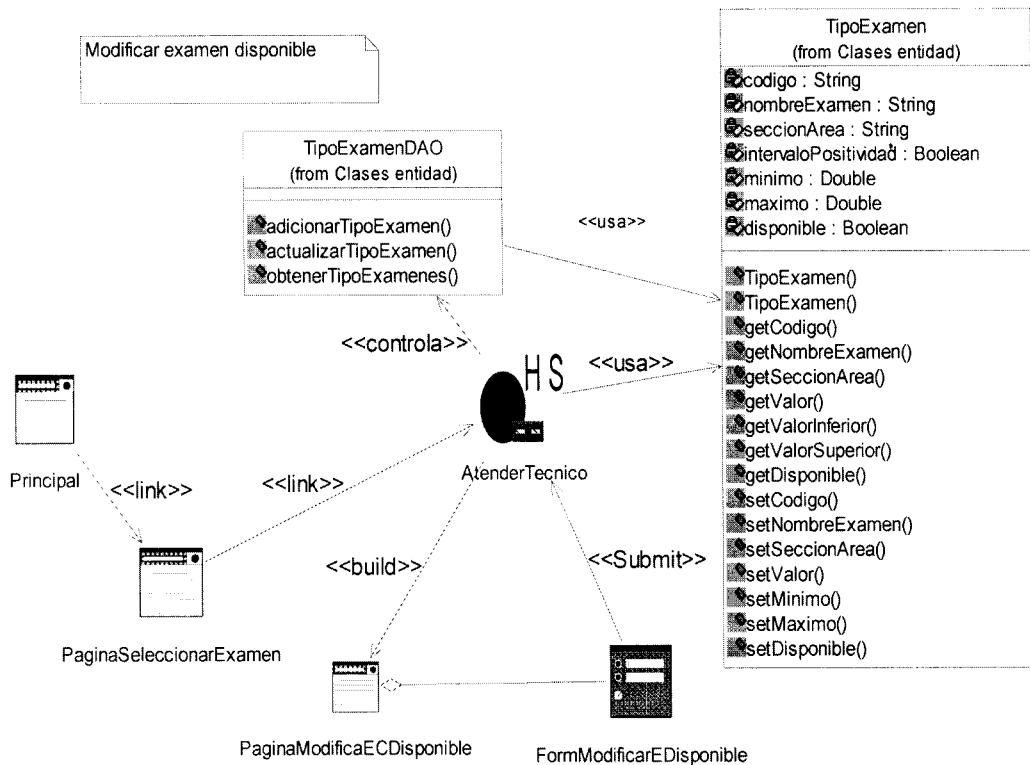 Modificar examen disponible
TipoExamenDAO
(from Clases entidad)
adicionarTipoExamen()
actualizarTipoExamen()
obtenerTipoExamenes()
TipoExamen
(from Clases entidad)
codigo : String
nombreExamen : String
seccionArea : String
intervaloPositividad : Boolean
minimo : Double
maximo : Double
disponible : Boolean
TipoExamen()
TipoExamen()
getCodigo()
getNombreExamen()
getSeccionArea()
getValor()
getValorInferior()
getValorSuperior()
getDisponible()
setCodigo()
setNombreExamen()
setSeccionArea()
setValor()
setMinimo()
setMaximo()
setDisponible()
<<usa>>
<<controla>>
H S
<<usa>>
AtenderTecnico
Principal
<<link>>
<<link>>
<<build>>
<<Submit>>
PaginaSeleccionarExamen
PaginaModificaECDisponible
FormModificarEDisponible